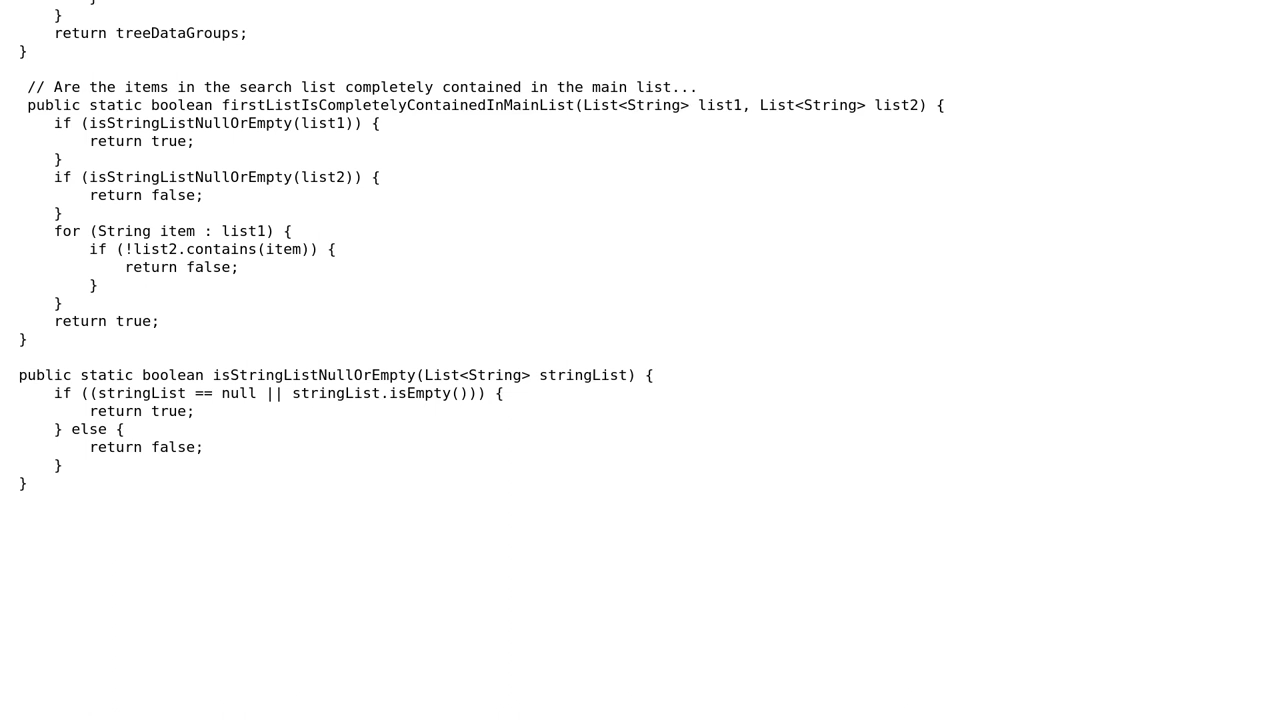 }
}
return treeDataGroups;
}
// Are the items in the search list completely contained in the main list...
public static boolean firstListIsCompletelyContainedInMainList(List<String> list1, List<String> list2) {
if (isStringListNullOrEmpty(list1)) {
return true;
}
if (isStringListNullOrEmpty(list2)) {
return false;
}
for (String item : list1) {
if (!list2.contains(item)) {
return false;
}
}
return true;
}
public static boolean isStringListNullOrEmpty(List<String> stringList) {
if ((stringList == null || stringList.isEmpty())) {
return true;
} else {
return false;
}
}